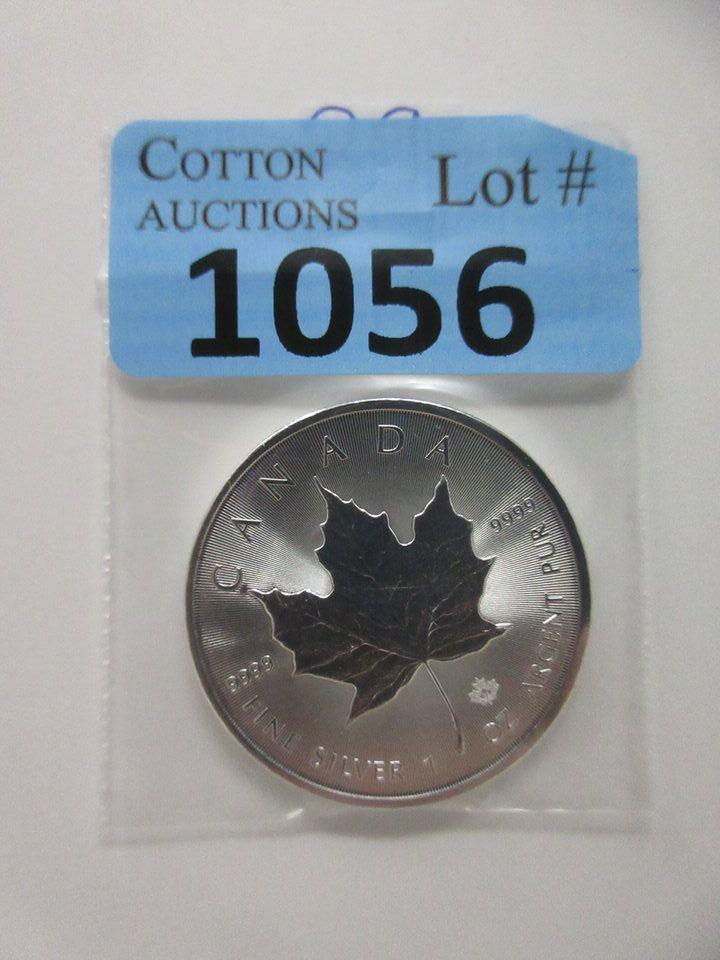 COTTON
AUCTIONS
Lot #
1056
CANADA
9999
9999
FINE SILVER 1 OZ ARGENT PUR